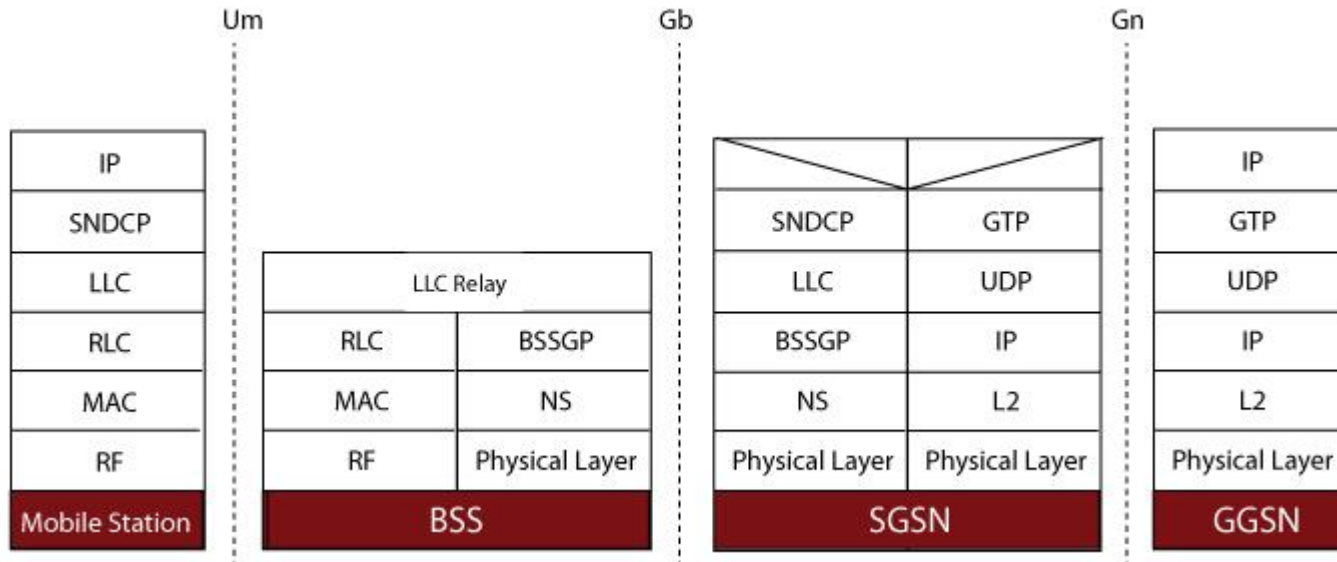 Um
Gb
Gn
IP
SNDCP
LLC
RLC
MAC
RF
Mobile Station
LLC Relay
RLC
BSSGP
MAC
NS
RF
Physical Layer
BSS
SNDCP
GTP
LLC
UDP
BSSGP
IP
NS
L2
Physical Layer
Physical Layer
SGSN
IP
GTP
UDP
IP
L2
Physical Layer
GGSN